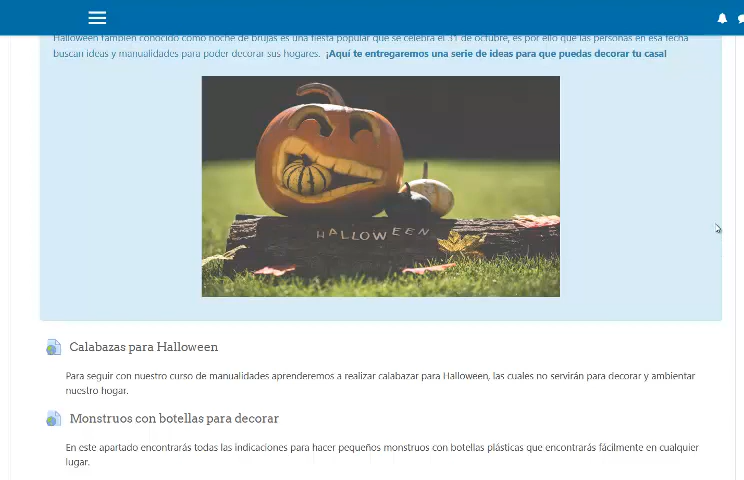 Halloween también conocido como noche de brujas es una fiesta popular que se celebra el 31 de octubre, es por ello que las personas en esa fecha
buscan ideas y manualidades para poder decorar sus hogares. ¡Aquí te entregaremos una serie de ideas para que puedas decorar tu casa!
HALLOWEEN
Calabazas para Halloween
Para seguir con nuestro curso de manualidades aprenderemos a realizar calabazar para Halloween, las cuales no servirán para decorar y ambientar
nuestro hogar.
Monstruos con botellas para decorar
En este apartado encontrarás todas las indicaciones para hacer pequeños monstruos con botellas plásticas que encontrarás fácilmente en cualquier
lugar.